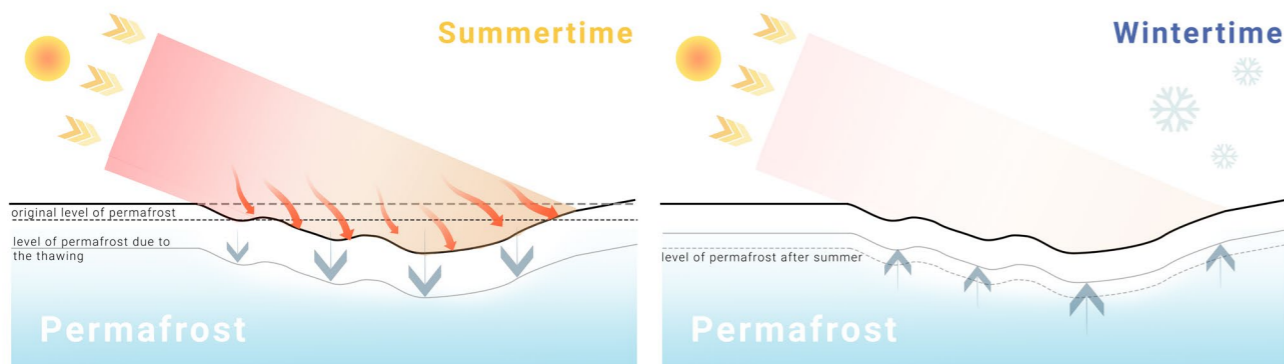 Summertime
original level of permafrost
level of permafrost due to
the thawing
Permafrost
Wintertime
level of permafrost after summer
Permafrost